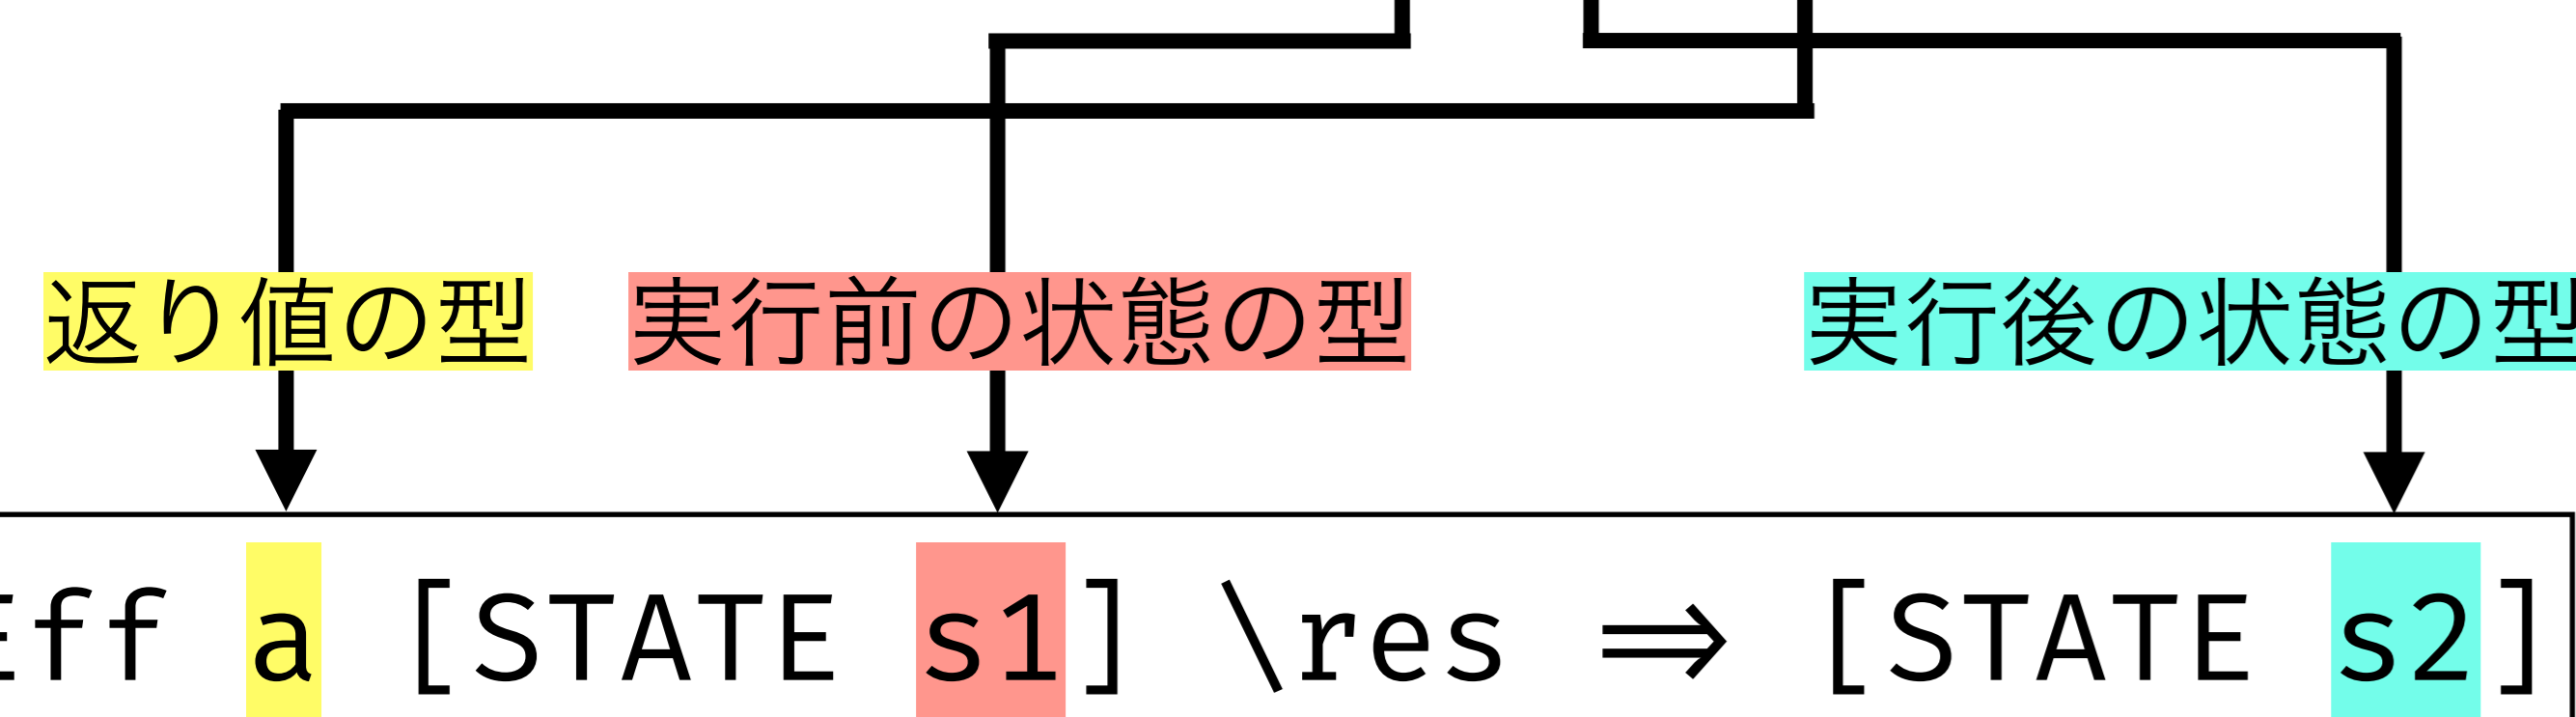 返り値の型 実行前の状態の型 実行後の状態の型
Eff a [STATE s1] \res => [STATE s2]